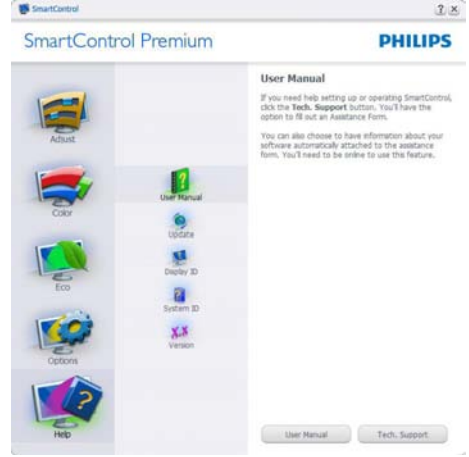 SmartControl
SmartControl Premium
PHILIPS
Adjust
Color
Eco
Options
Help
User Manual
Update
Display ID
System ID
X.X
Version
User Manual
If you need help setting up or operating SmartControl,
click the Tech. Support button. You'll have the
option to fill out an Assistance Form.
You can also choose to have information about your
software automatically attached to the assistance
form. You'll need to be online to use this feature.
User Manual
Tech. Support